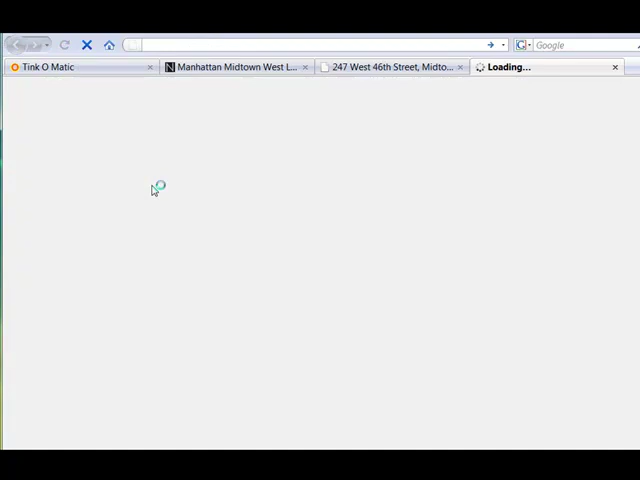 Google
Tink O Matic
Manhattan Midtown West L...
247 West 46th Street, Midto...
Loading...